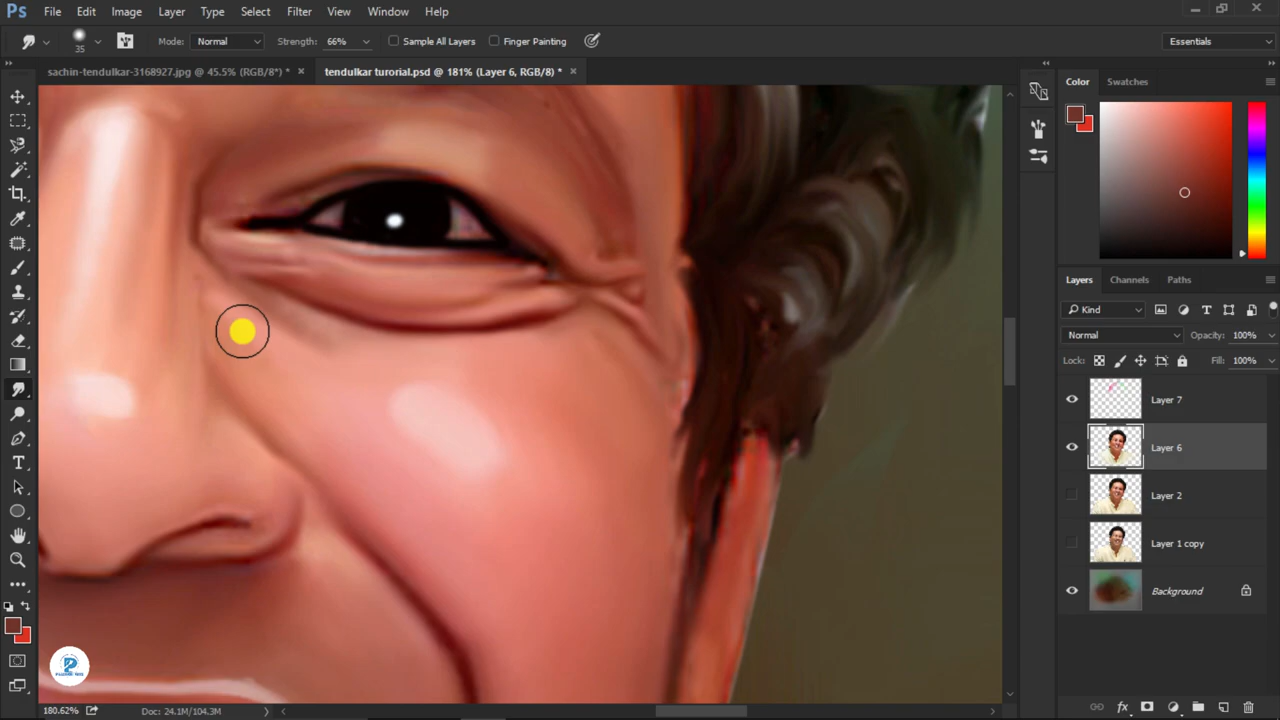 Ps File Edit Image Layer Type Select Filter View Window Help
35 Mode: Normal Strength: 66% Sample All Layers Finger Painting Essentials
sachin-tendulkar-3168927.jpg @ 45.5% (RGB/8*) * × tendulkar turorial.psd @ 181% (Layer 6, RGB/8) * ×
Color Swatches
Layers Channels Paths
Kind
Normal Opacity: 100%
Lock: Fill: 100%
Layer 7
Layer 6
Layer 2
Layer 1 copy
Background
fx
180.62% Doc: 24.1M/104.3M